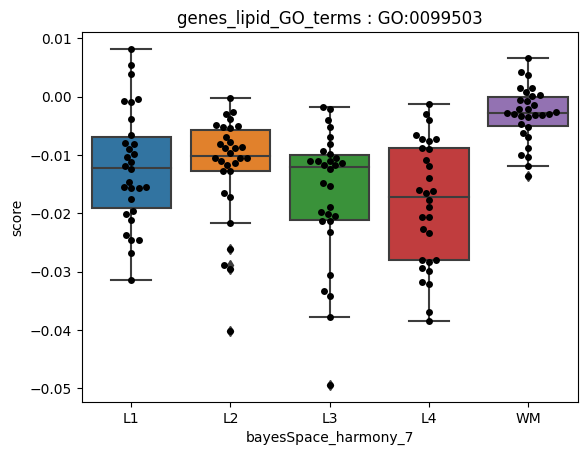 genes_lipid_GO_terms : GO:0099503
0.01
0.00
−0.01
−0.02
−0.03
−0.04
−0.05
score
L1 L2 L3 L4 WM
bayesSpace_harmony_7